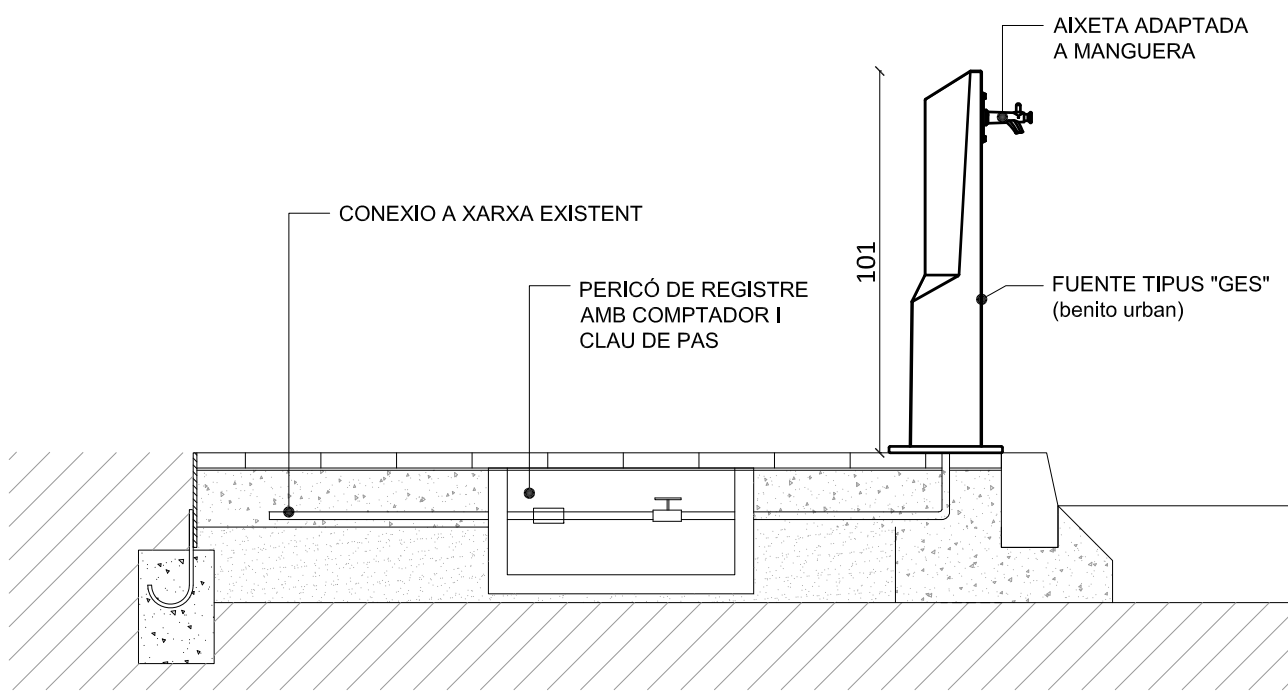 AIXETA ADAPTADA
A MANGUERA
CONEXIO A XARXA EXISTENT
PERICÓ DE REGISTRE
AMB COMPTADOR I
CLAU DE PAS
101
FUENTE TIPUS "GES"
(benito urban)